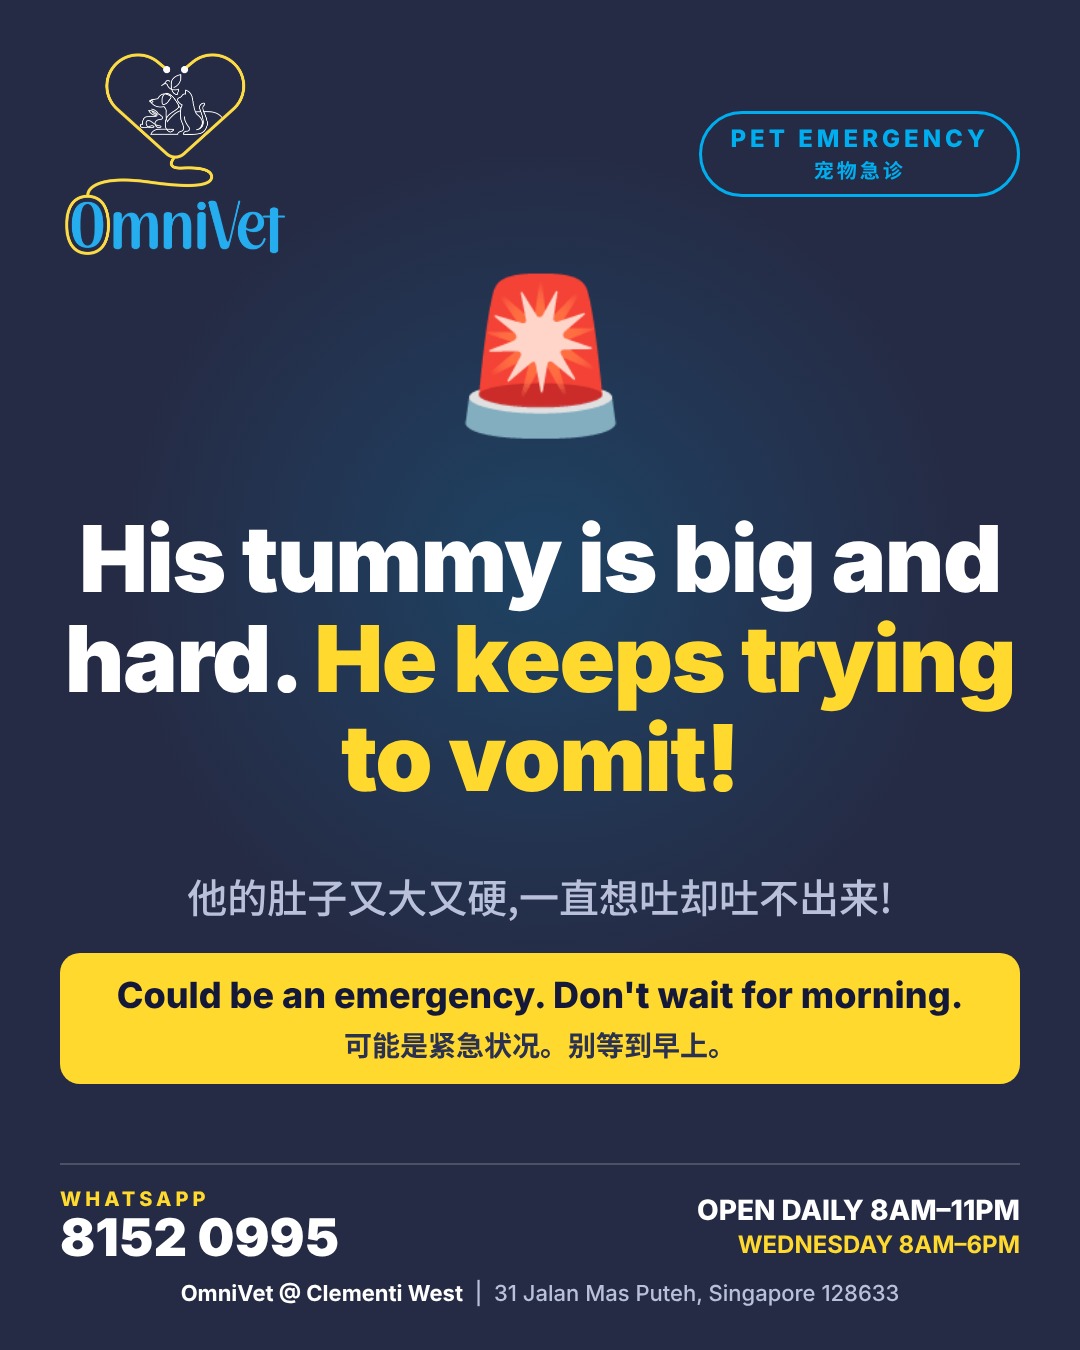 OmniVet
PET EMERGENCY
宠物急诊
His tummy is big and
hard. He keeps trying
to vomit!
他的肚子又大又硬,一直想吐却吐不出来!
Could be an emergency. Don't wait for morning.
可能是紧急状况。别等到早上。
WHATSAPP
8152 0995
OPEN DAILY 8AM–11PM
WEDNESDAY 8AM–6PM
OmniVet @ Clementi West | 31 Jalan Mas Puteh, Singapore 128633